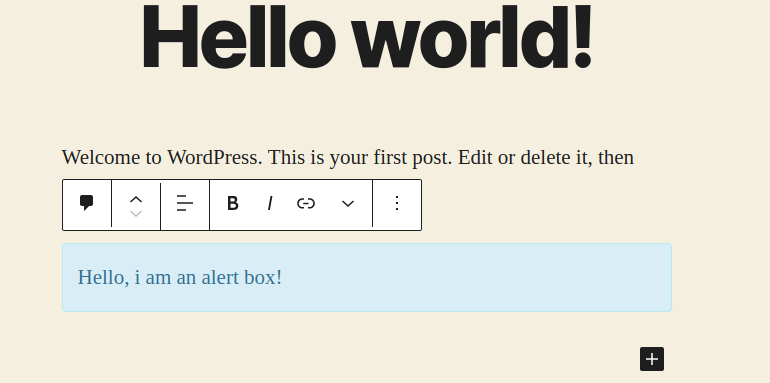 Hello world!
Welcome to WordPress. This is your first post. Edit or delete it, then
B I
Hello, i am an alert box!